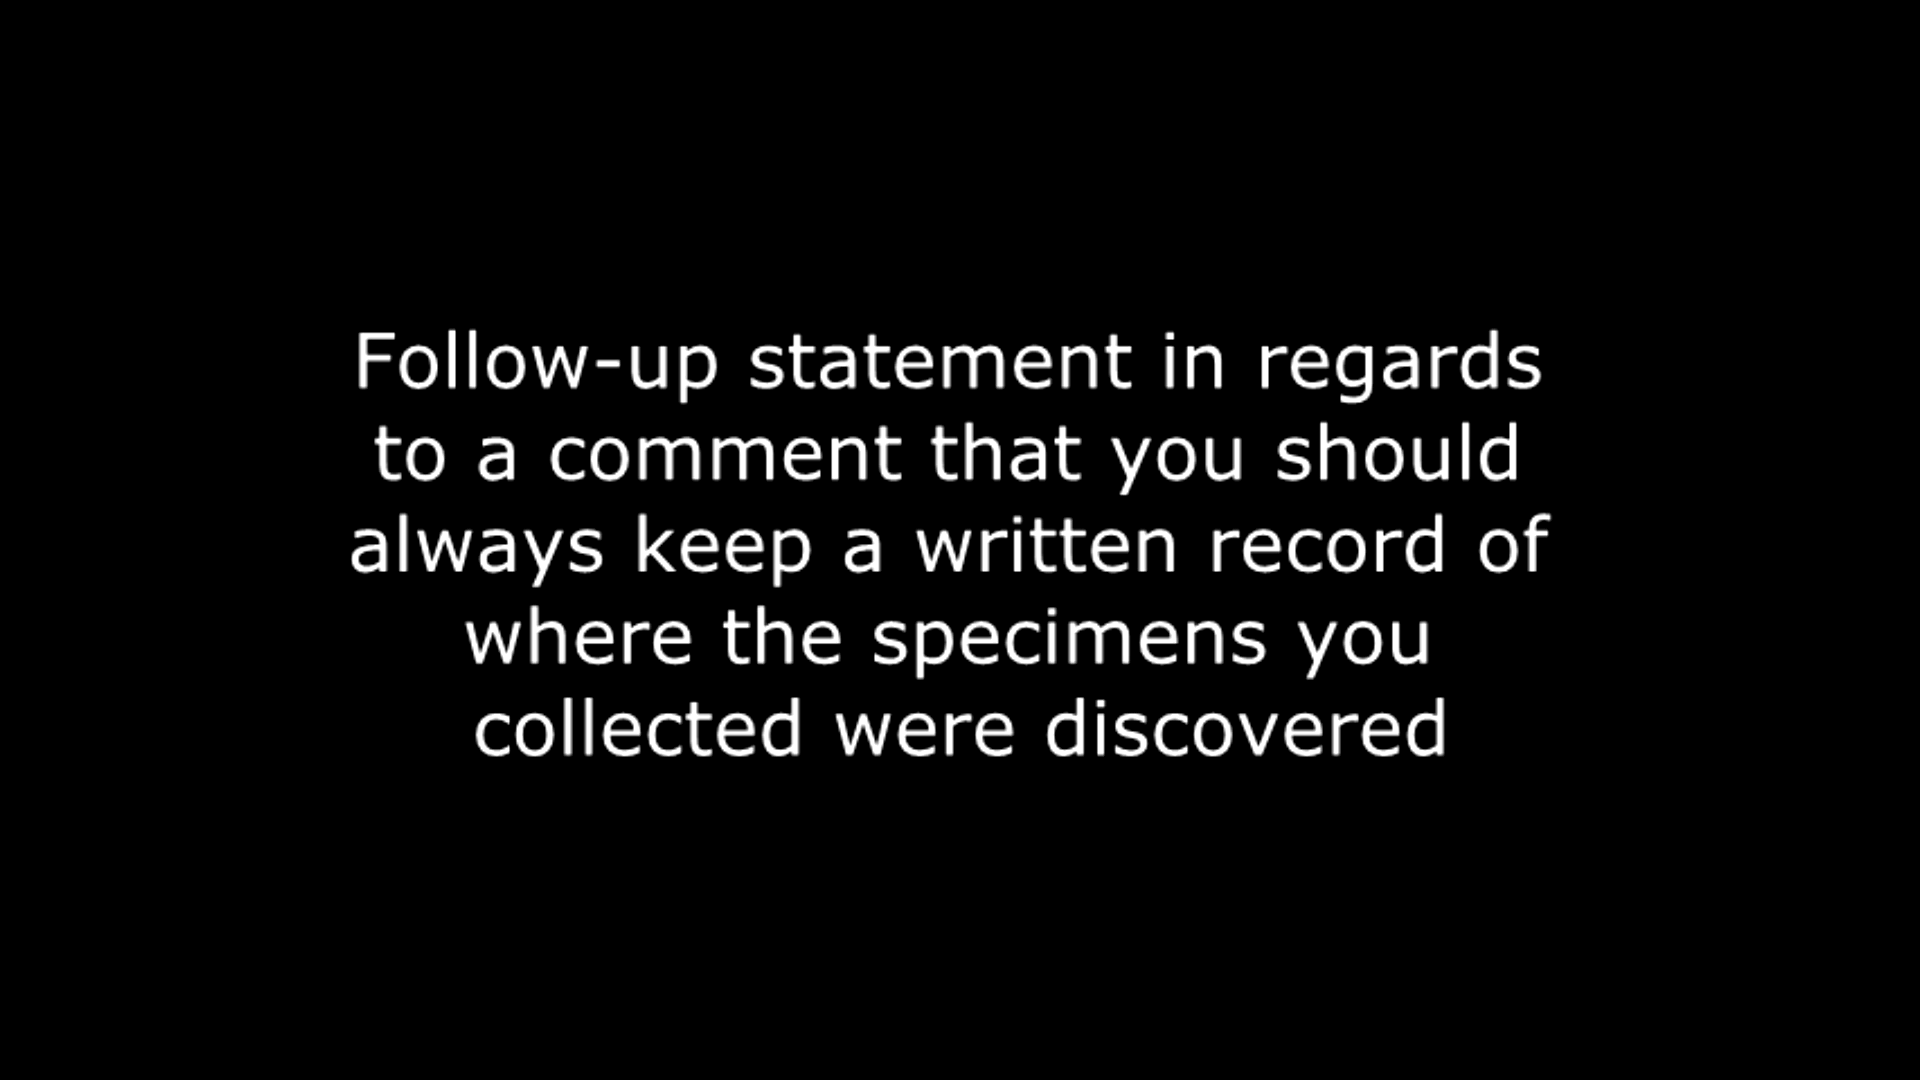 Follow-up statement in regards
to a comment that you should
always keep a written record of
where the specimens you
collected were discovered